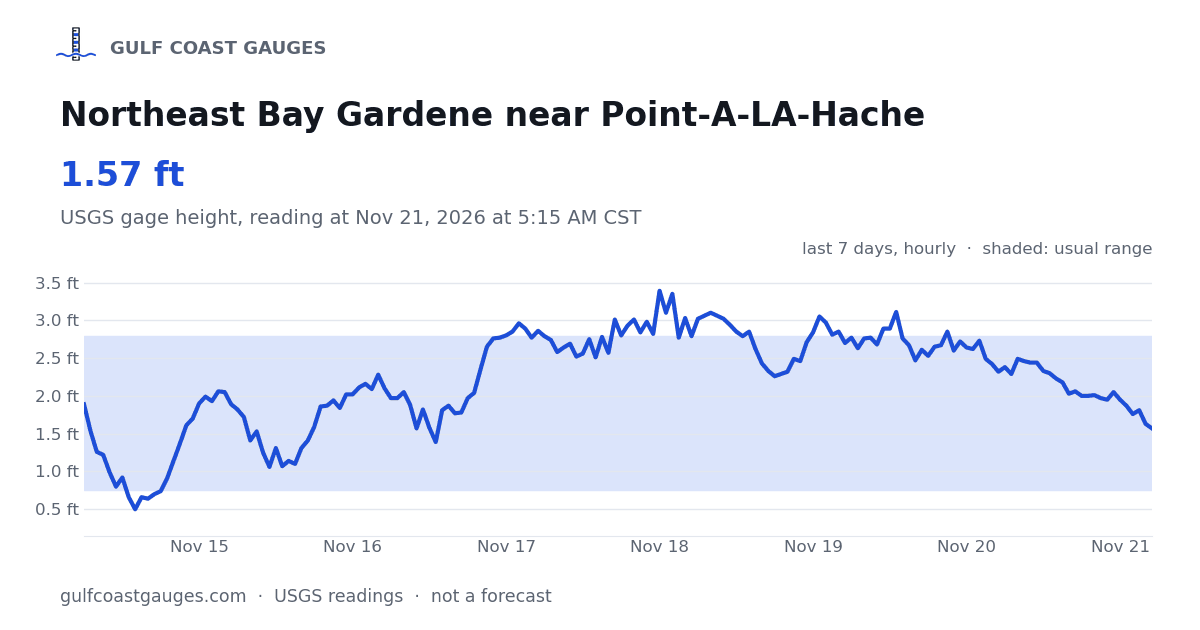 GULF COAST GAUGES
Northeast Bay Gardene near Point-A-LA-Hache
1.57 ft
USGS gage height, reading at Nov 21, 2026 at 5:15 AM CST
last 7 days, hourly · shaded: usual range
3.5 ft
3.0 ft
2.5 ft
2.0 ft
1.5 ft
1.0 ft
0.5 ft
Nov 15 Nov 16 Nov 17 Nov 18 Nov 19 Nov 20 Nov 21
gulfcoastgauges.com · USGS readings · not a forecast